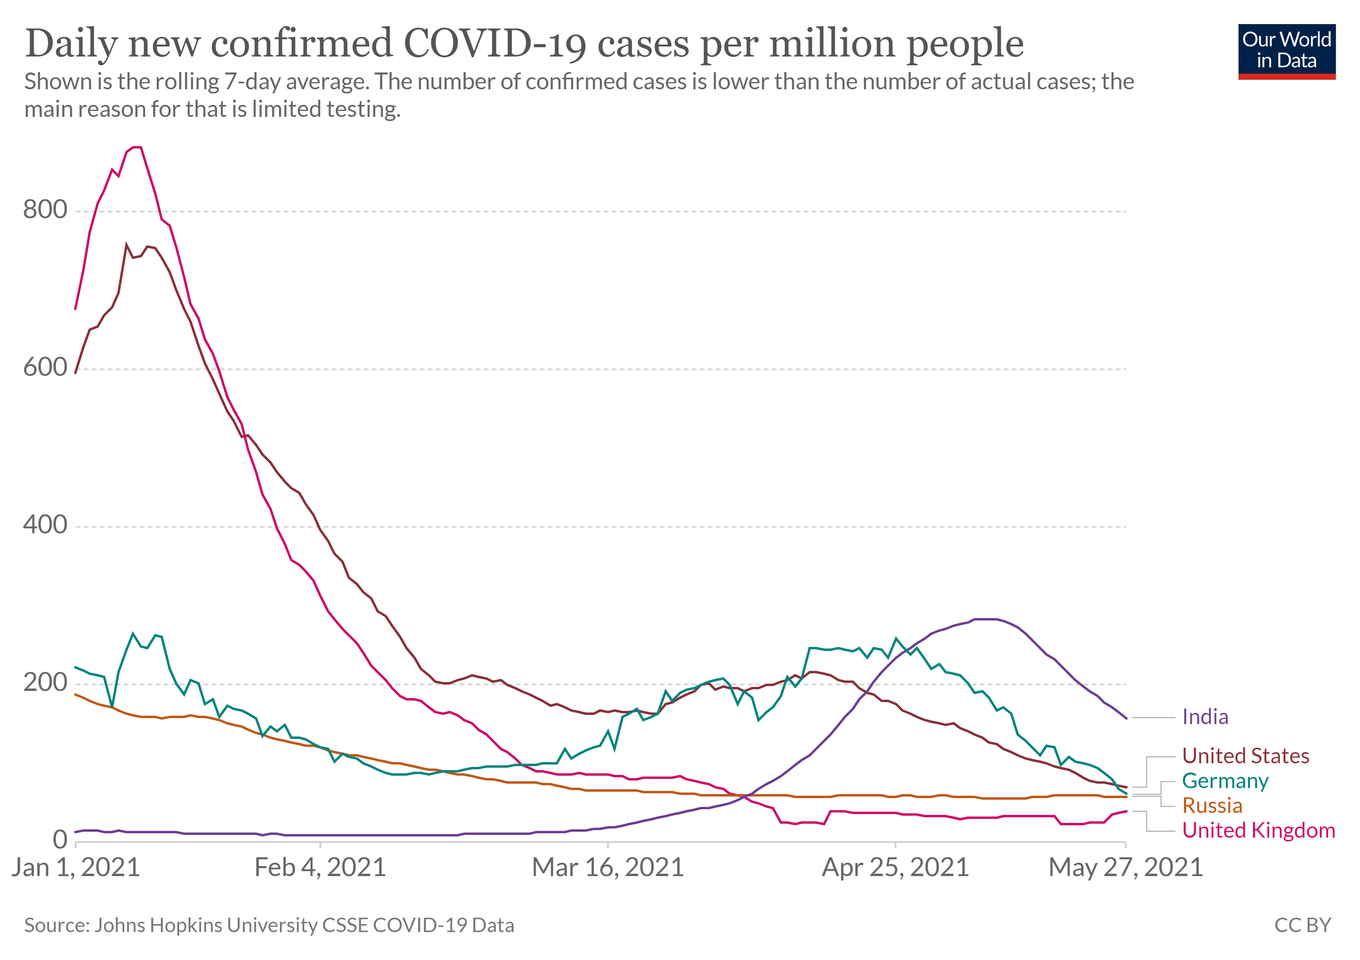 Daily new confirmed COVID-19 cases per million people
Our World
in Data
Shown is the rolling 7-day average. The number of confirmed cases is lower than the number of actual cases; the
main reason for that is limited testing.
800
600
400
200
0
India
United States
Germany
Russia
United Kingdom
Jan 1, 2021
Feb 4, 2021
Mar 16, 2021
Apr 25, 2021
May 27, 2021
Source: Johns Hopkins University CSSE COVID-19 Data
CC BY